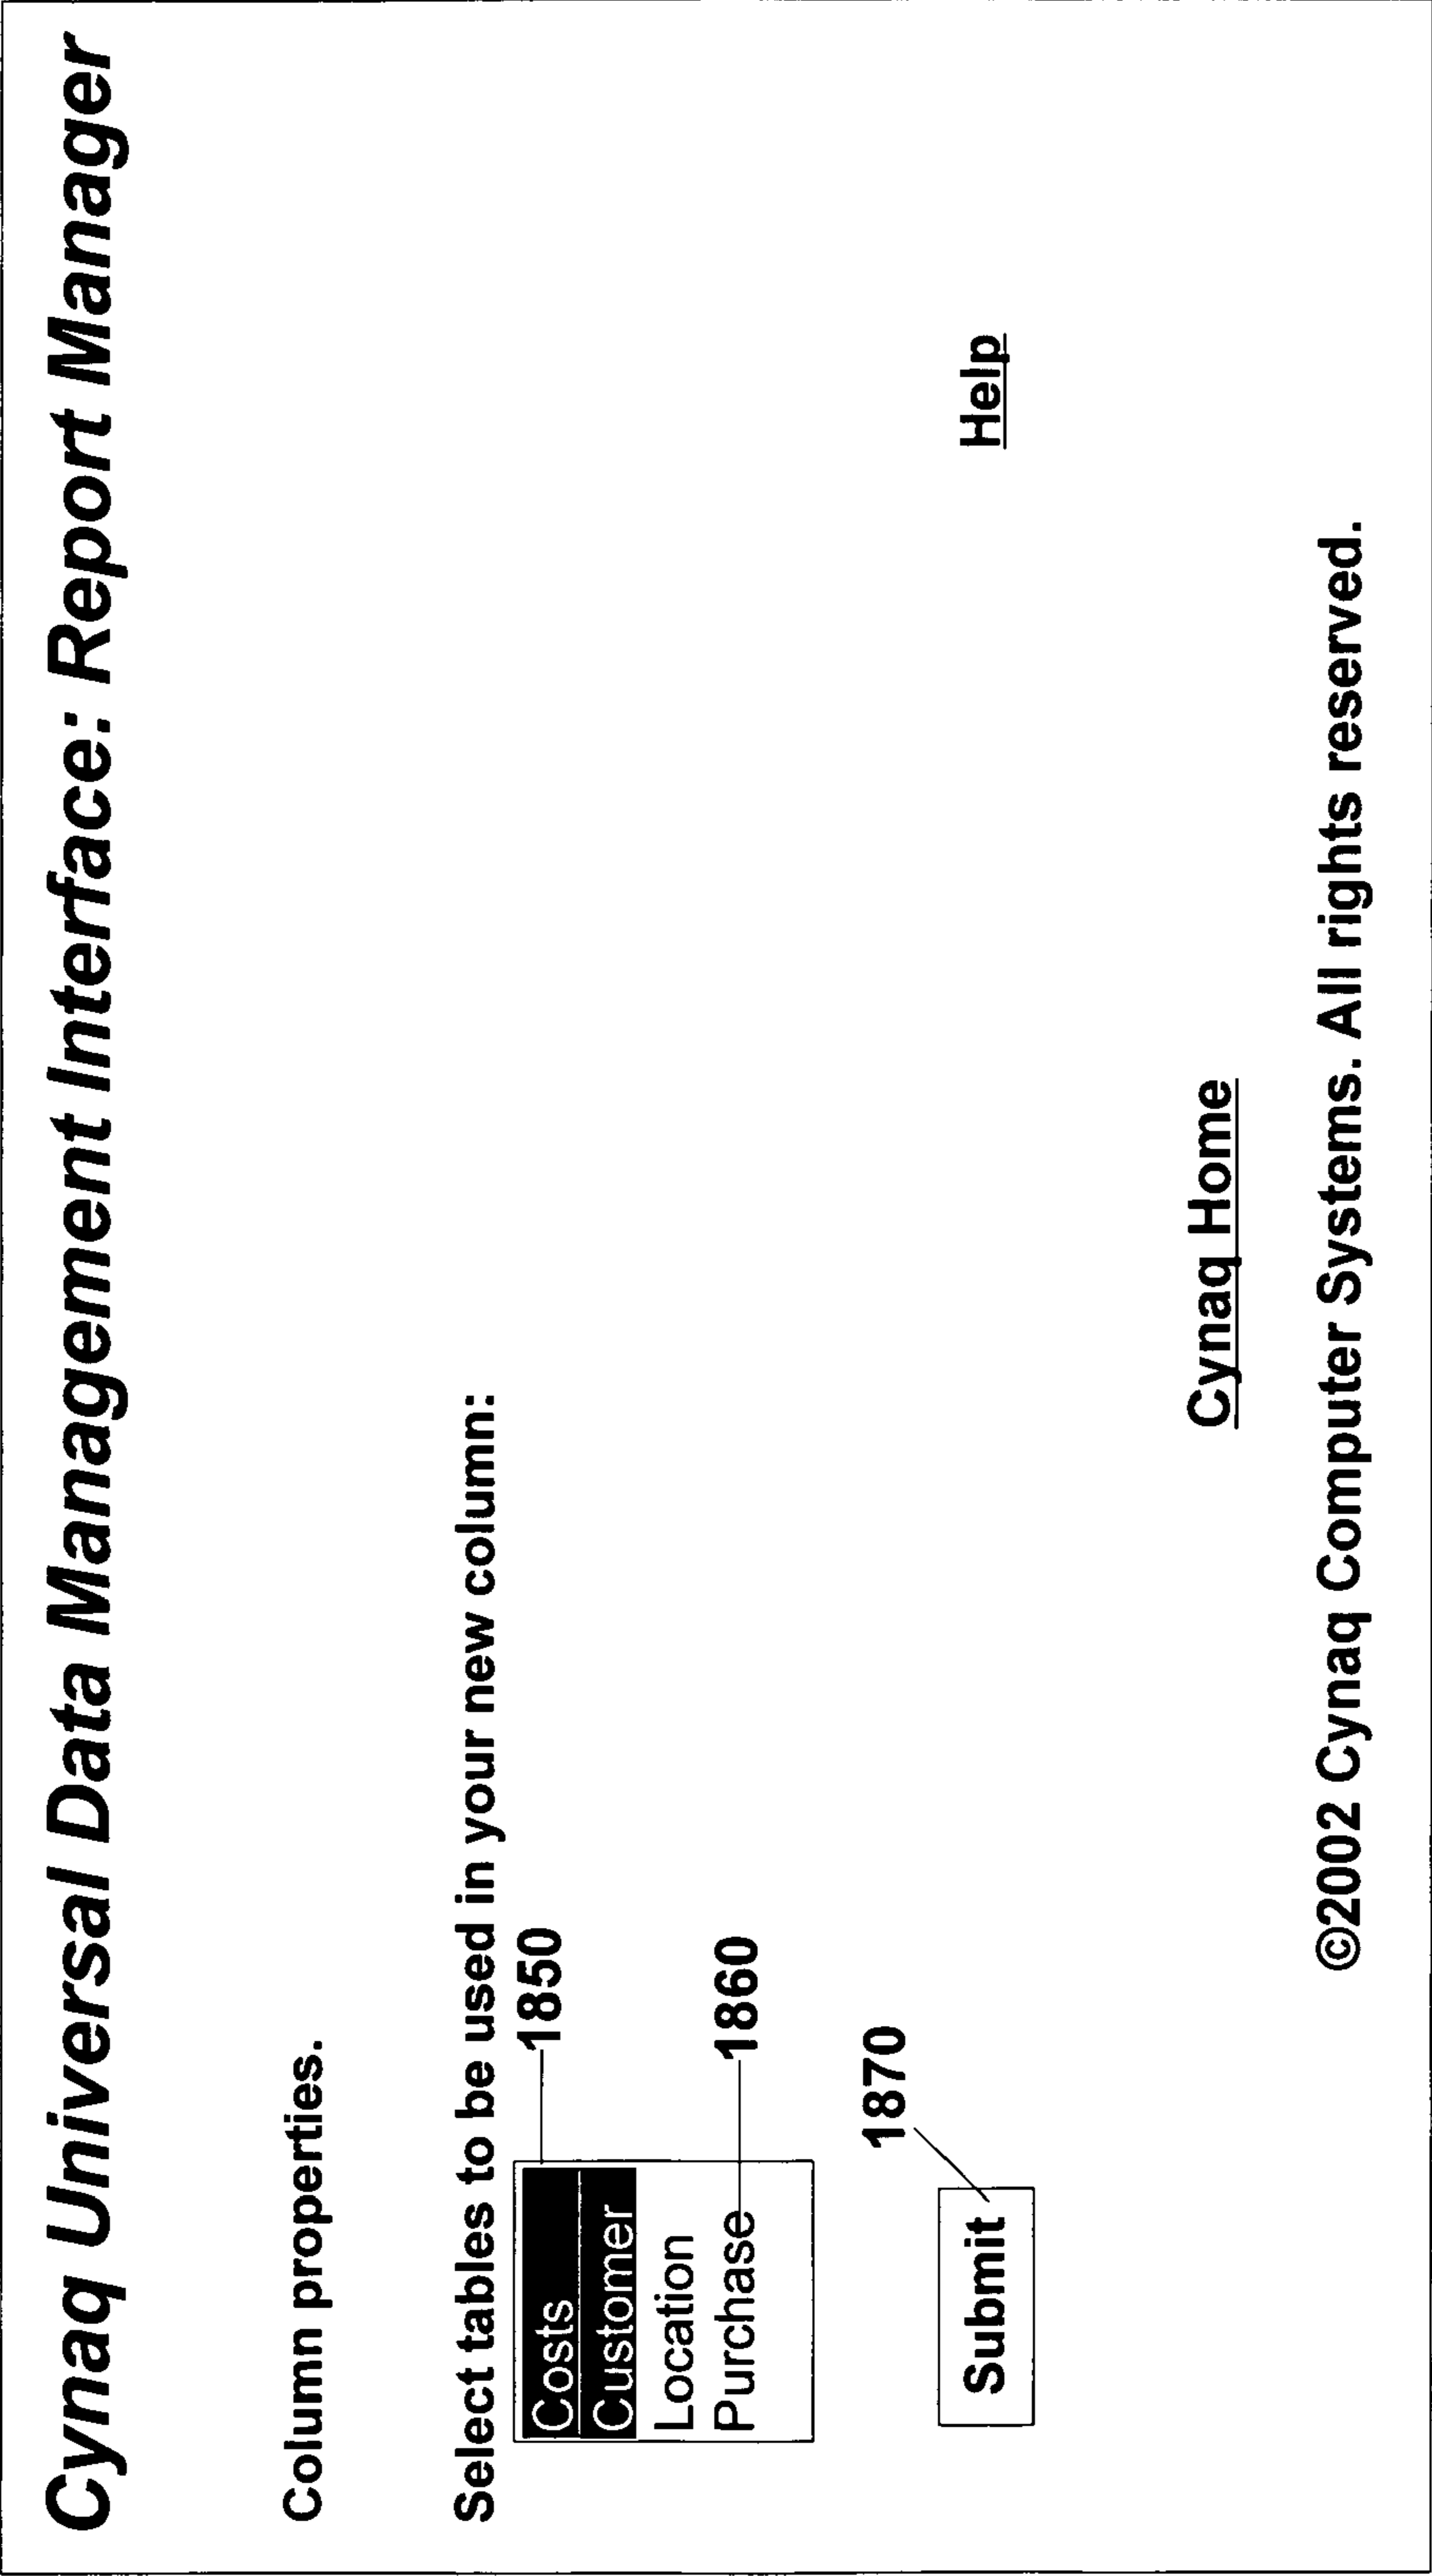 Cynaq Universal Data Management Interface: Report Manager
Column properties.
Select tables to be used in your new column:
Costs
1850
Customer
Location
Purchase
1860
1870
Submit
Help
Cynaq Home
©2002 Cynaq Computer Systems. All rights reserved.